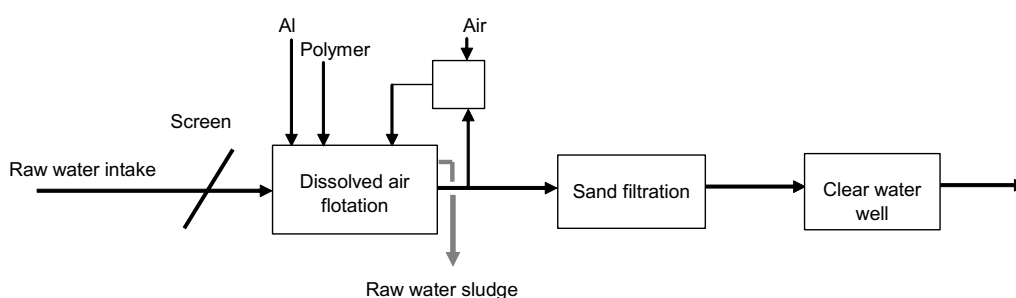 Al
Polymer
Air
Screen
Raw water intake
Dissolved air
flotation
Sand filtration
Clear water
well
Raw water sludge